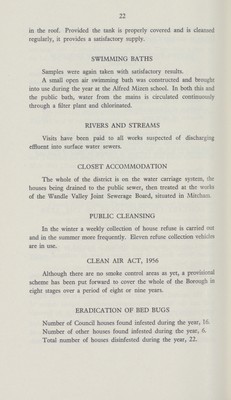 22
in the roof. Provided the tank is properly covered and is cleansed
regularly, it provides a satisfactory supply.
SWIMMING BATHS
Samples were again taken with satisfactory results.
A small open air swimming bath was constructed and brought
into use during the year at the Alfred Mizen school. In both this and
the public bath, water from the mains is circulated continuously
through a filter plant and chlorinated.
RIVERS AND STREAMS
Visits have been paid to all works suspected of discharging
effluent into surface water sewers.
CLOSET ACCOMMODATION
The whole of the district is on the water carriage system, the
houses being drained to the public sewer, then treated at the works
of the Wandle Valley Joint Sewerage Board, situated in Mitcham.
PUBLIC CLEANSING
In the winter a weekly collection of house refuse is carried out
and in the summer more frequently. Eleven refuse collection vehicles
are in use.
CLEAN AIR ACT, 1956
Although there are no smoke control areas as yet, a provisional
scheme has been put forward to cover the whole of the Borough in
eight stages over a period of eight or nine years.
ERADICATION OF BED BUGS
Number of Council houses found infested during the year, 16.
Number of other houses found infested during the year, 6.
Total number of houses disinfested during the year, 22.